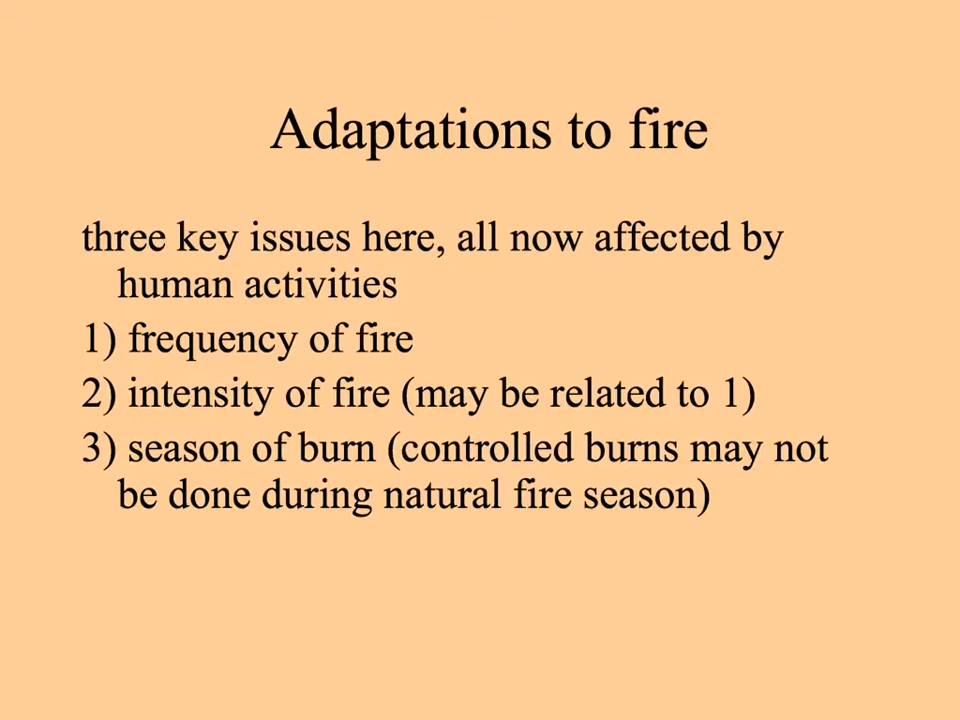 Adaptations to fire
three key issues here, all now affected by
human activities
1) frequency of fire
2) intensity of fire (may be related to 1)
3) season of burn (controlled burns may not
be done during natural fire season)